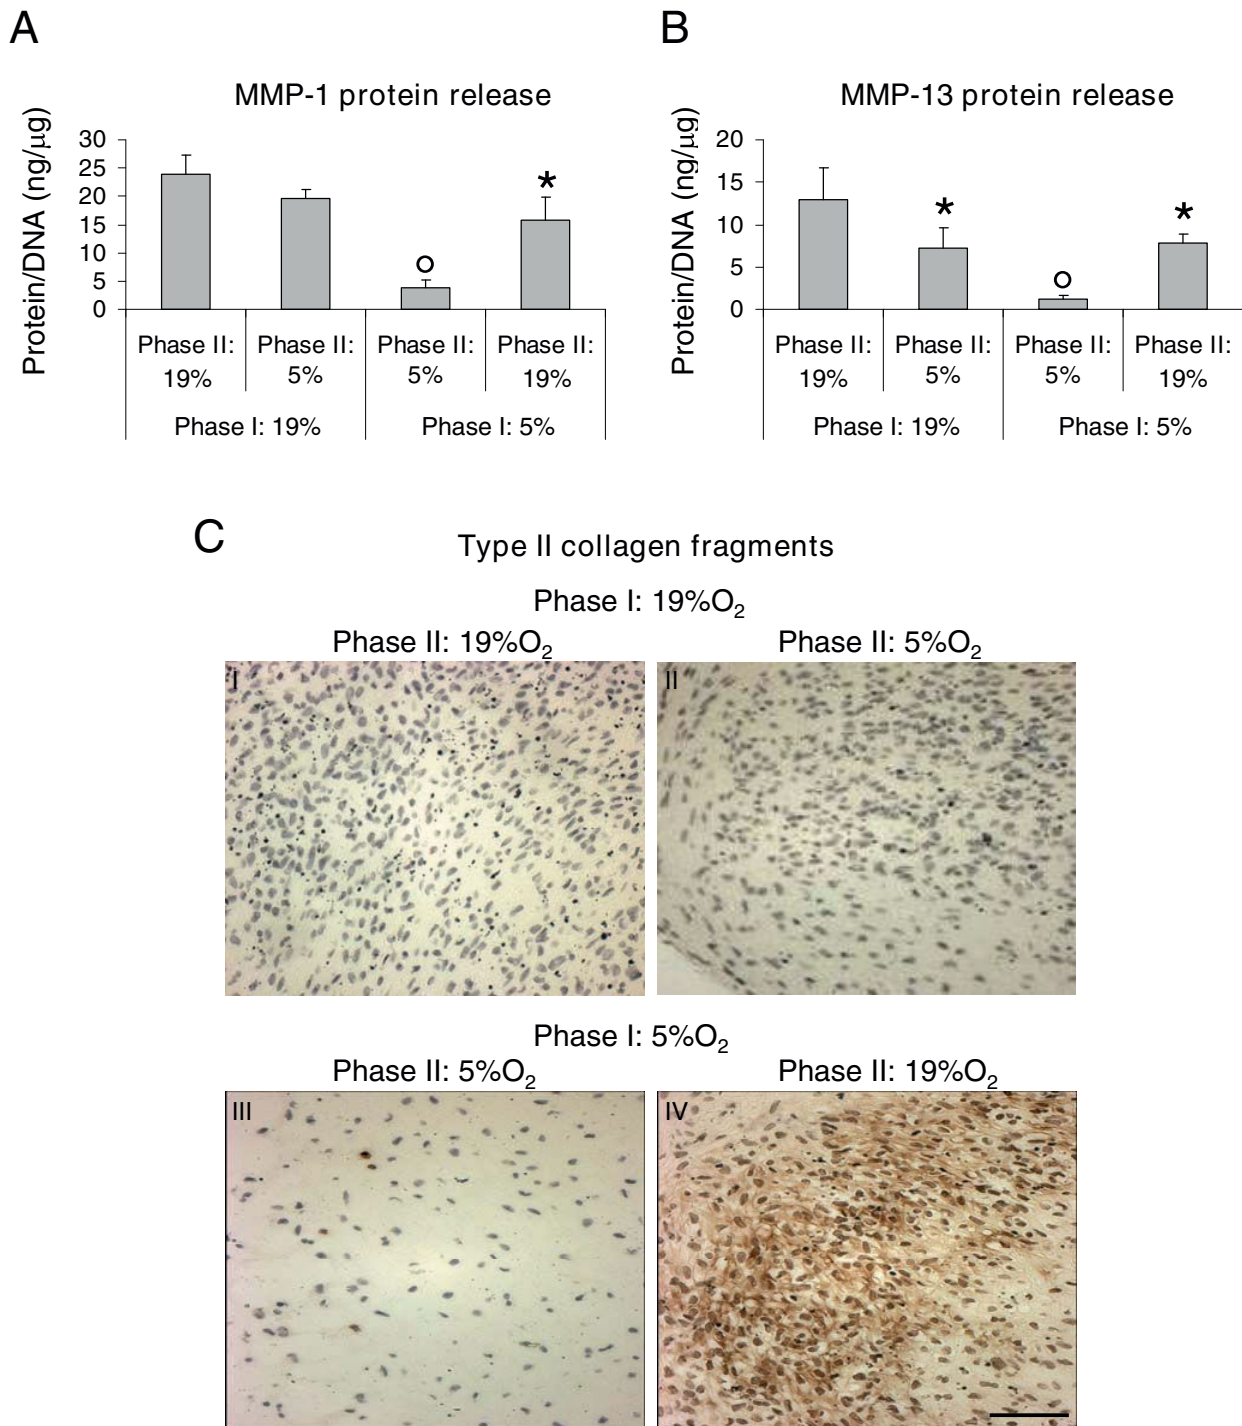 A
MMP-1 protein release
Protein/DNA (ng/µg)
30
25
20
15
10
5
0
*
Phase II: Phase II: Phase II: Phase II:
19% 5% 5% 19%
Phase I: 19% Phase I: 5%
B
MMP-13 protein release
Protein/DNA (ng/µg)
20
15
10
5
0
* *
Phase II: Phase II: Phase II: Phase II:
19% 5% 5% 19%
Phase I: 19% Phase I: 5%
C
Type II collagen fragments
Phase I: 19%O₂
Phase II: 19%O₂ Phase II: 5%O₂
I II
Phase I: 5%O₂
Phase II: 5%O₂ Phase II: 19%O₂
III IV